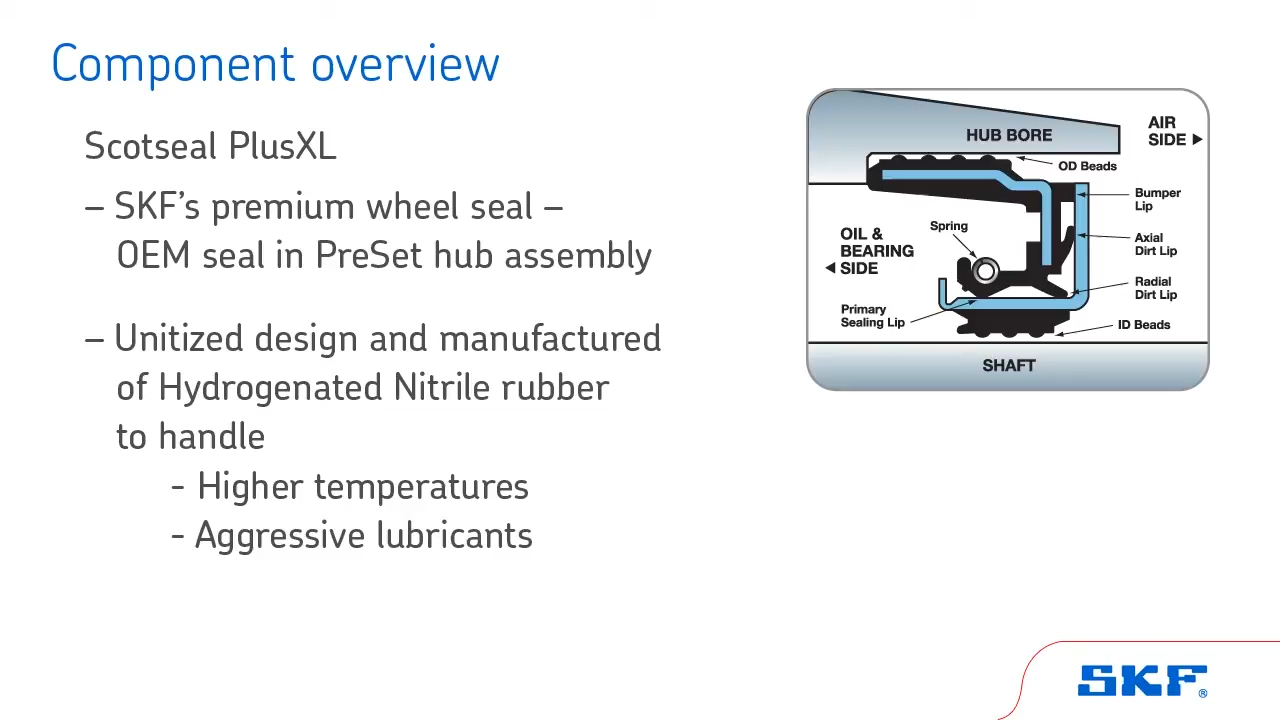 Component overview
Scotseal PlusXL
– SKF’s premium wheel seal –
OEM seal in PreSet hub assembly
– Unitized design and manufactured
of Hydrogenated Nitrile rubber
to handle
- Higher temperatures
- Aggressive lubricants
HUB BORE
AIR
SIDE
OD Beads
Bumper
Lip
Spring
OIL &
BEARING
SIDE
Axial
Dirt Lip
Radial
Dirt Lip
Primary
Sealing Lip
ID Beads
SHAFT
SKF®